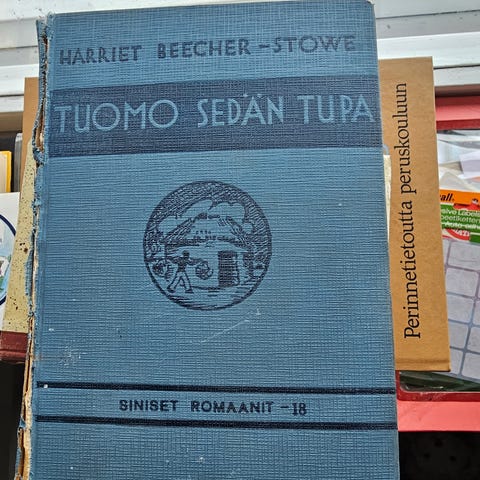 HARRIET BEECHER-STOWE
TUOMO SEDÄN TUPA
SINISET ROMAANIT - 18
Perinnetietoutta peruskouluun